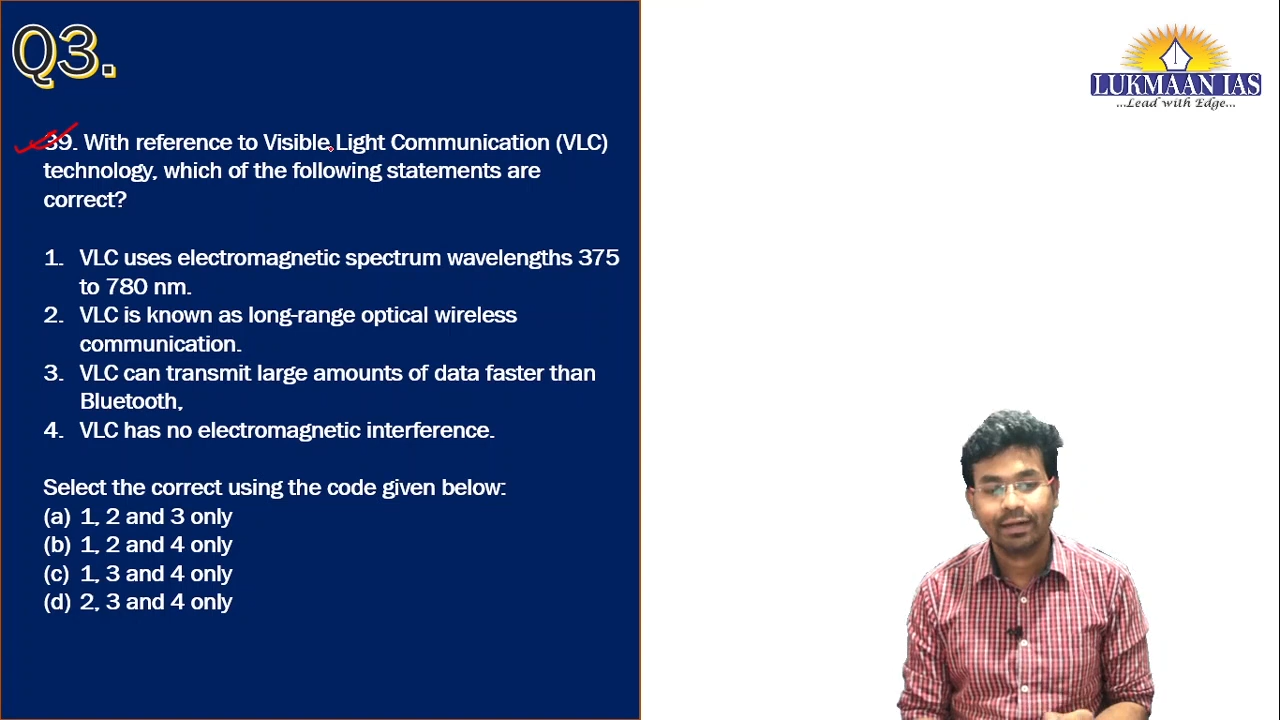 Q3.
39. With reference to Visible Light Communication (VLC)
technology, which of the following statements are
correct?
1. VLC uses electromagnetic spectrum wavelengths 375
to 780 nm.
2. VLC is known as long-range optical wireless
communication.
3. VLC can transmit large amounts of data faster than
Bluetooth,
4. VLC has no electromagnetic interference.
Select the correct using the code given below:
(a) 1, 2 and 3 only
(b) 1, 2 and 4 only
(c) 1, 3 and 4 only
(d) 2, 3 and 4 only
LUKMAAN IAS
...Lead with Edge...